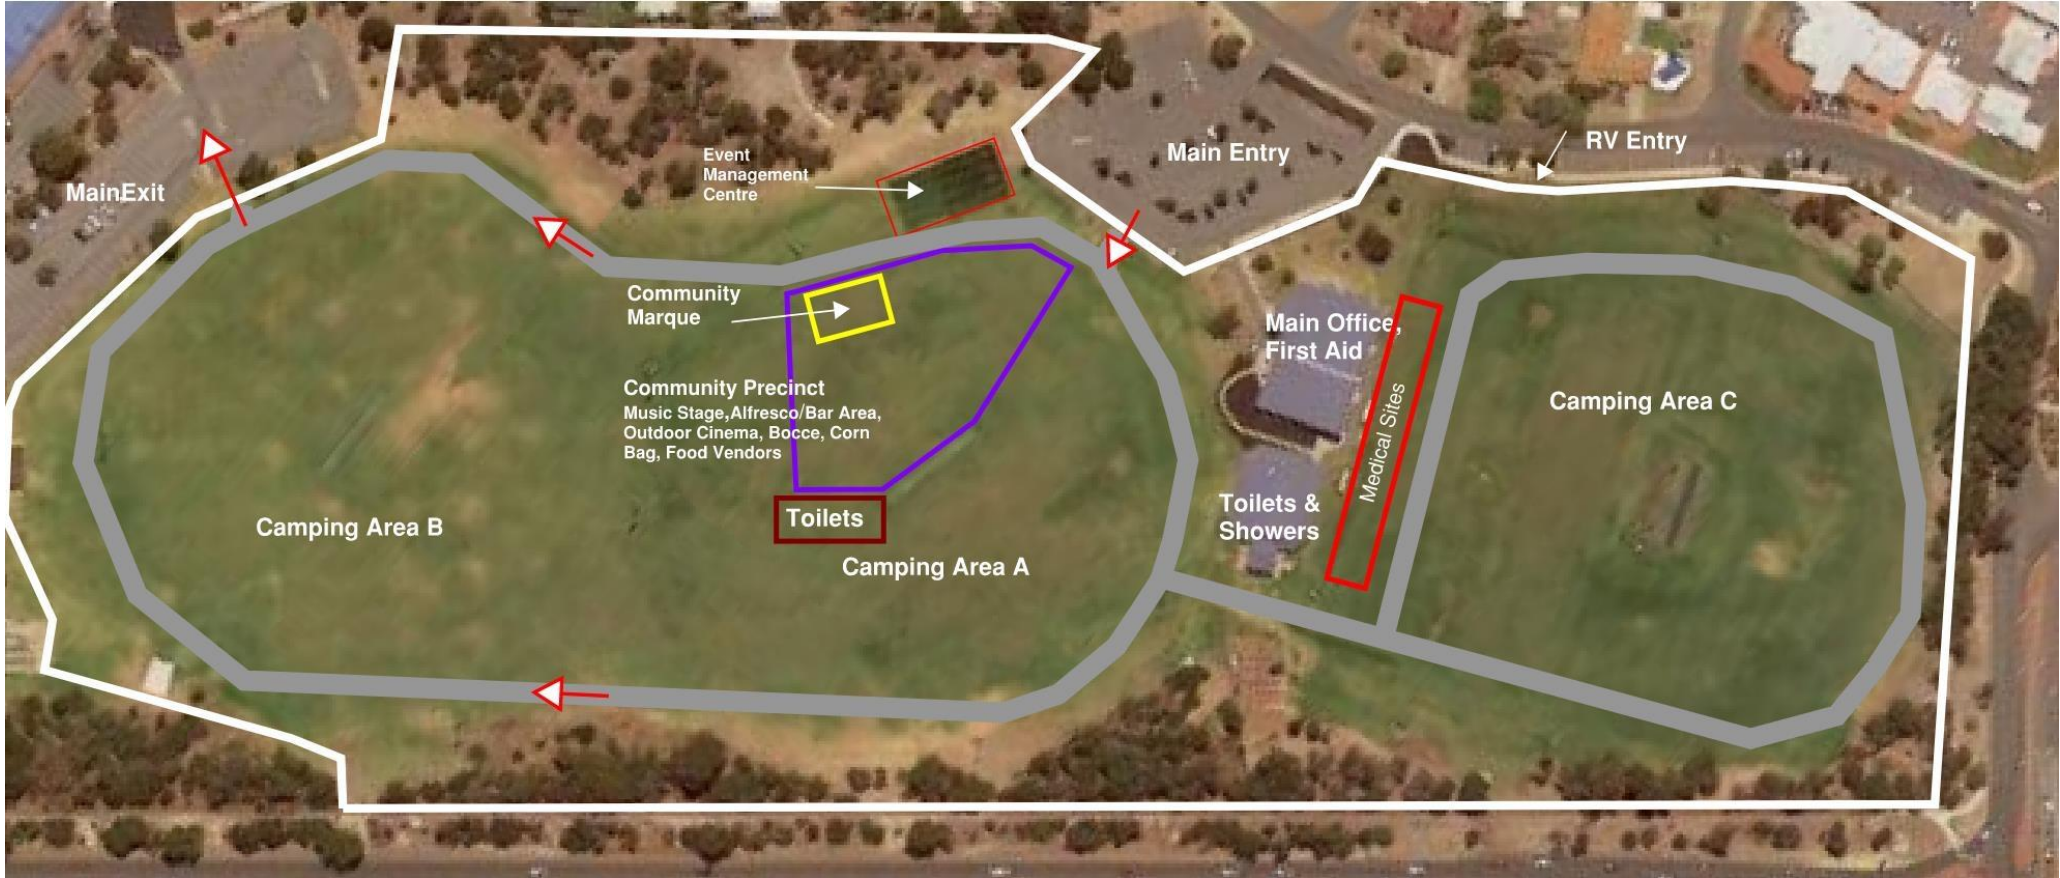 Main Entry
RV Entry
Event
Management
Centre
MainExit
Community
Marque
Main Office,
First Aid
Community Precinct
Music Stage,Alfresco/Bar Area,
Outdoor Cinema, Bocce, Corn
Bag, Food Vendors
Medical Sites
Camping Area C
Toilets &
Showers
Toilets
Camping Area B
Camping Area A